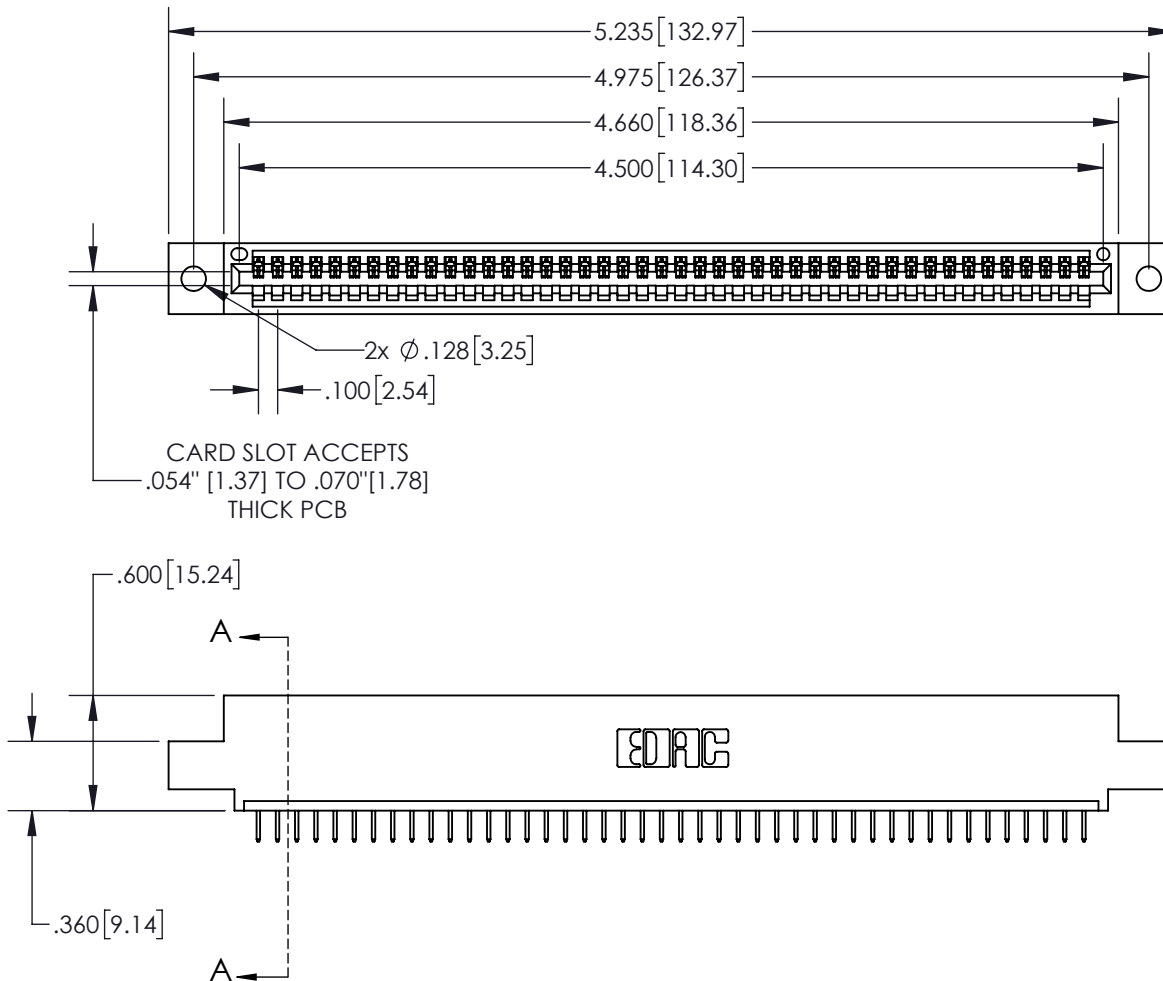 5.235[132.97]
4.975[126.37]
4.660[118.36]
4.500[114.30]
2x Ø.128[3.25]
.100[2.54]
CARD SLOT ACCEPTS
.054" [1.37] TO .070"[1.78]
THICK PCB
.600[15.24]
A
EDAC
.360[9.14]
A